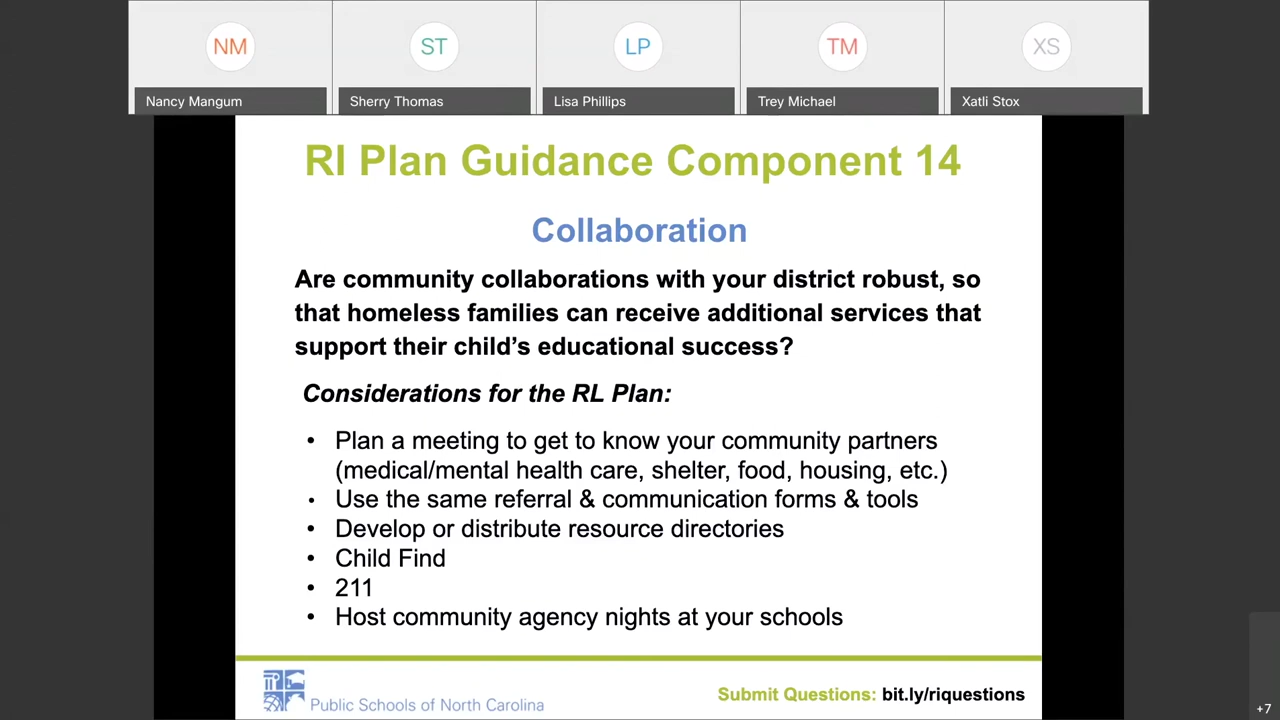 NM
ST
LP
TM
XS
Nancy Mangum
Sherry Thomas
Lisa Phillips
Trey Michael
Xatli Stox
RI Plan Guidance Component 14
Collaboration
Are community collaborations with your district robust, so
that homeless families can receive additional services that
support their child’s educational success?
Considerations for the RL Plan:
• Plan a meeting to get to know your community partners
(medical/mental health care, shelter, food, housing, etc.)
• Use the same referral & communication forms & tools
• Develop or distribute resource directories
• Child Find
• 211
• Host community agency nights at your schools
Public Schools of North Carolina
Submit Questions: bit.ly/riquestions
+7